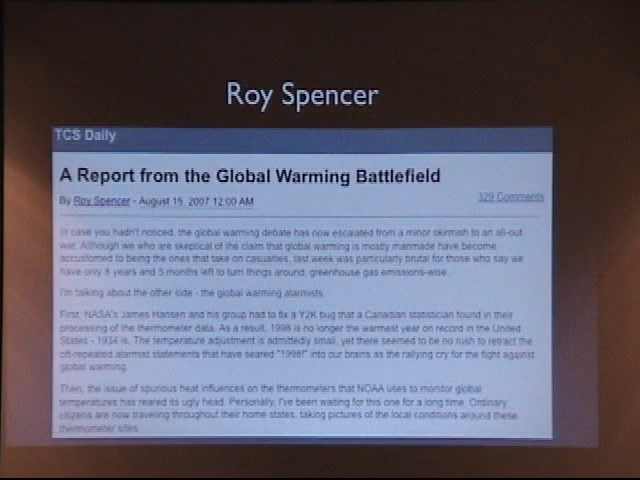 Roy Spencer
TCS Daily
A Report from the Global Warming Battlefield
By Roy Spencer - August 15, 2007 12:00 AM
329 Comments
In case you hadn't noticed, the global warming debate has now escalated from a minor skirmish to an all-out
war. Although we who are skeptical of the claim that global warming is mostly manmade have become
accustomed to being the ones that take on casualties, last week was particularly brutal for those who say we
have only 8 years and 5 months left to turn things around, greenhouse gas emissions-wise.
I'm talking about the other side - the global warming alarmists.
First, NASA's James Hansen and his group had to fix a Y2K bug that a Canadian statistician found in their
processing of the thermometer data. As a result, 1998 is no longer the warmest year on record in the United
States - 1934 is. The temperature adjustment is admittedly small, yet there seemed to be no rush to retract the
oft-repeated alarmist statements that have seared "1998!" into our brains as the rallying cry for the fight against
global warming.
Then, the issue of spurious heat influences on the thermometers that NOAA uses to monitor global
temperatures has reared its ugly head. Personally, I've been waiting for this one for a long time. Ordinary
citizens are now traveling throughout their home states, taking pictures of the local conditions around these
thermometer sites.